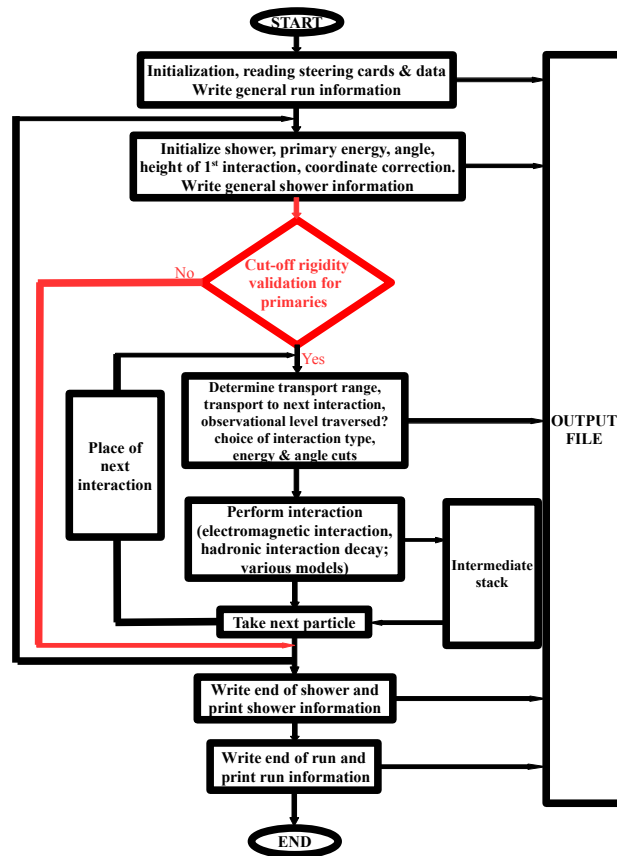 START
Initialization, reading steering cards & data
Write general run information
Initialize shower, primary energy, angle,
height of 1st interaction, coordinate correction.
Write general shower information
No
Cut-off rigidity
validation for
primaries
Yes
Determine transport range,
transport to next interaction,
observational level traversed?
choice of interaction type,
energy & angle cuts
Place of
next
interaction
OUTPUT
FILE
Perform interaction
(electromagnetic interaction,
hadronic interaction decay;
various models)
Intermediate
stack
Take next particle
Write end of shower and
print shower information
Write end of run and
print run information
END